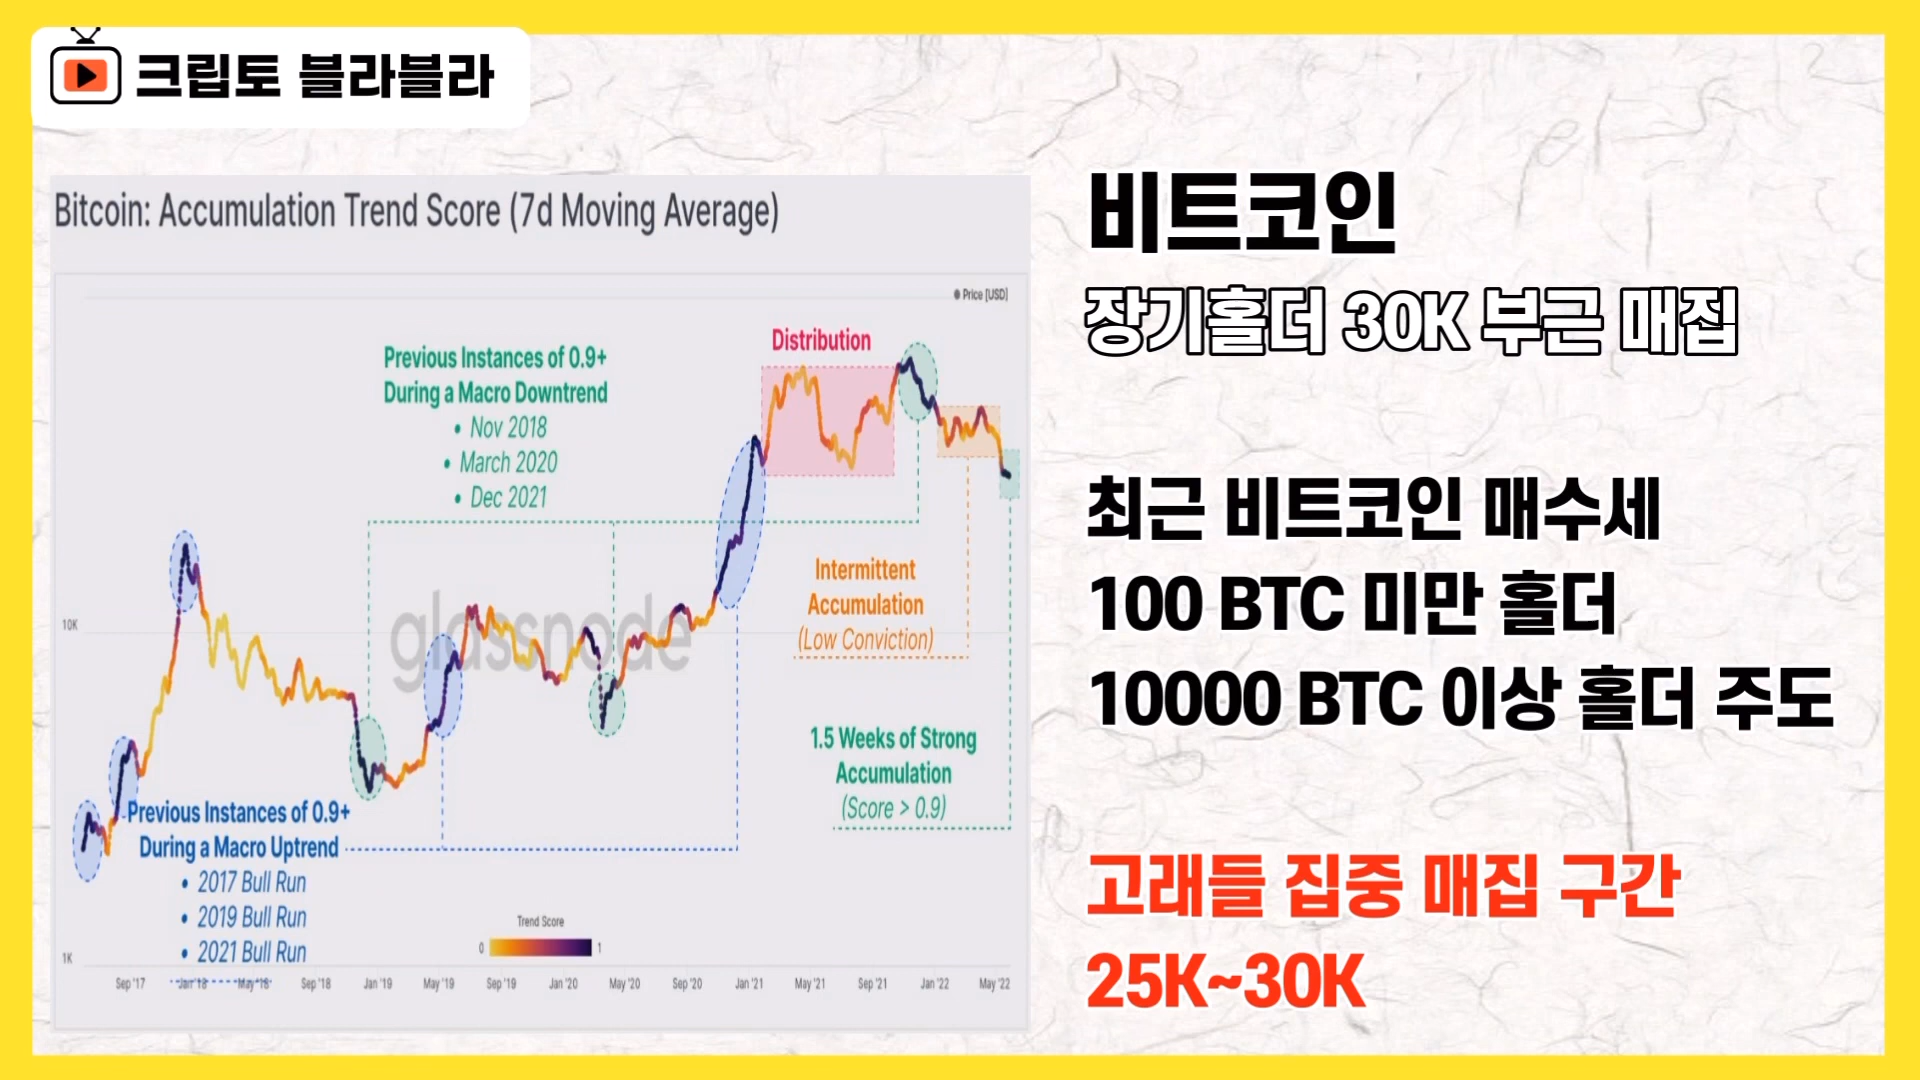 크립토 블라블라
Bitcoin: Accumulation Trend Score (7d Moving Average)
Price [USD]
Distribution
Previous Instances of 0.9+
During a Macro Downtrend
• Nov 2018
• March 2020
• Dec 2021
Intermittent
Accumulation
(Low Conviction)
10K
glassnode
1.5 Weeks of Strong
Accumulation
(Score > 0.9)
Previous Instances of 0.9+
During a Macro Uptrend
• 2017 Bull Run
• 2019 Bull Run
• 2021 Bull Run
Trend Score
0 1
1K
Sep '17 Jan '18 May '18 Sep '18 Jan '19 May '19 Sep '19 Jan '20 May '20 Sep '20 Jan '21 May '21 Sep '21 Jan '22 May '22
비트코인
장기홀더 30K 부근 매집
최근 비트코인 매수세
100 BTC 미만 홀더
10000 BTC 이상 홀더 주도
고래들 집중 매집 구간
25K~30K